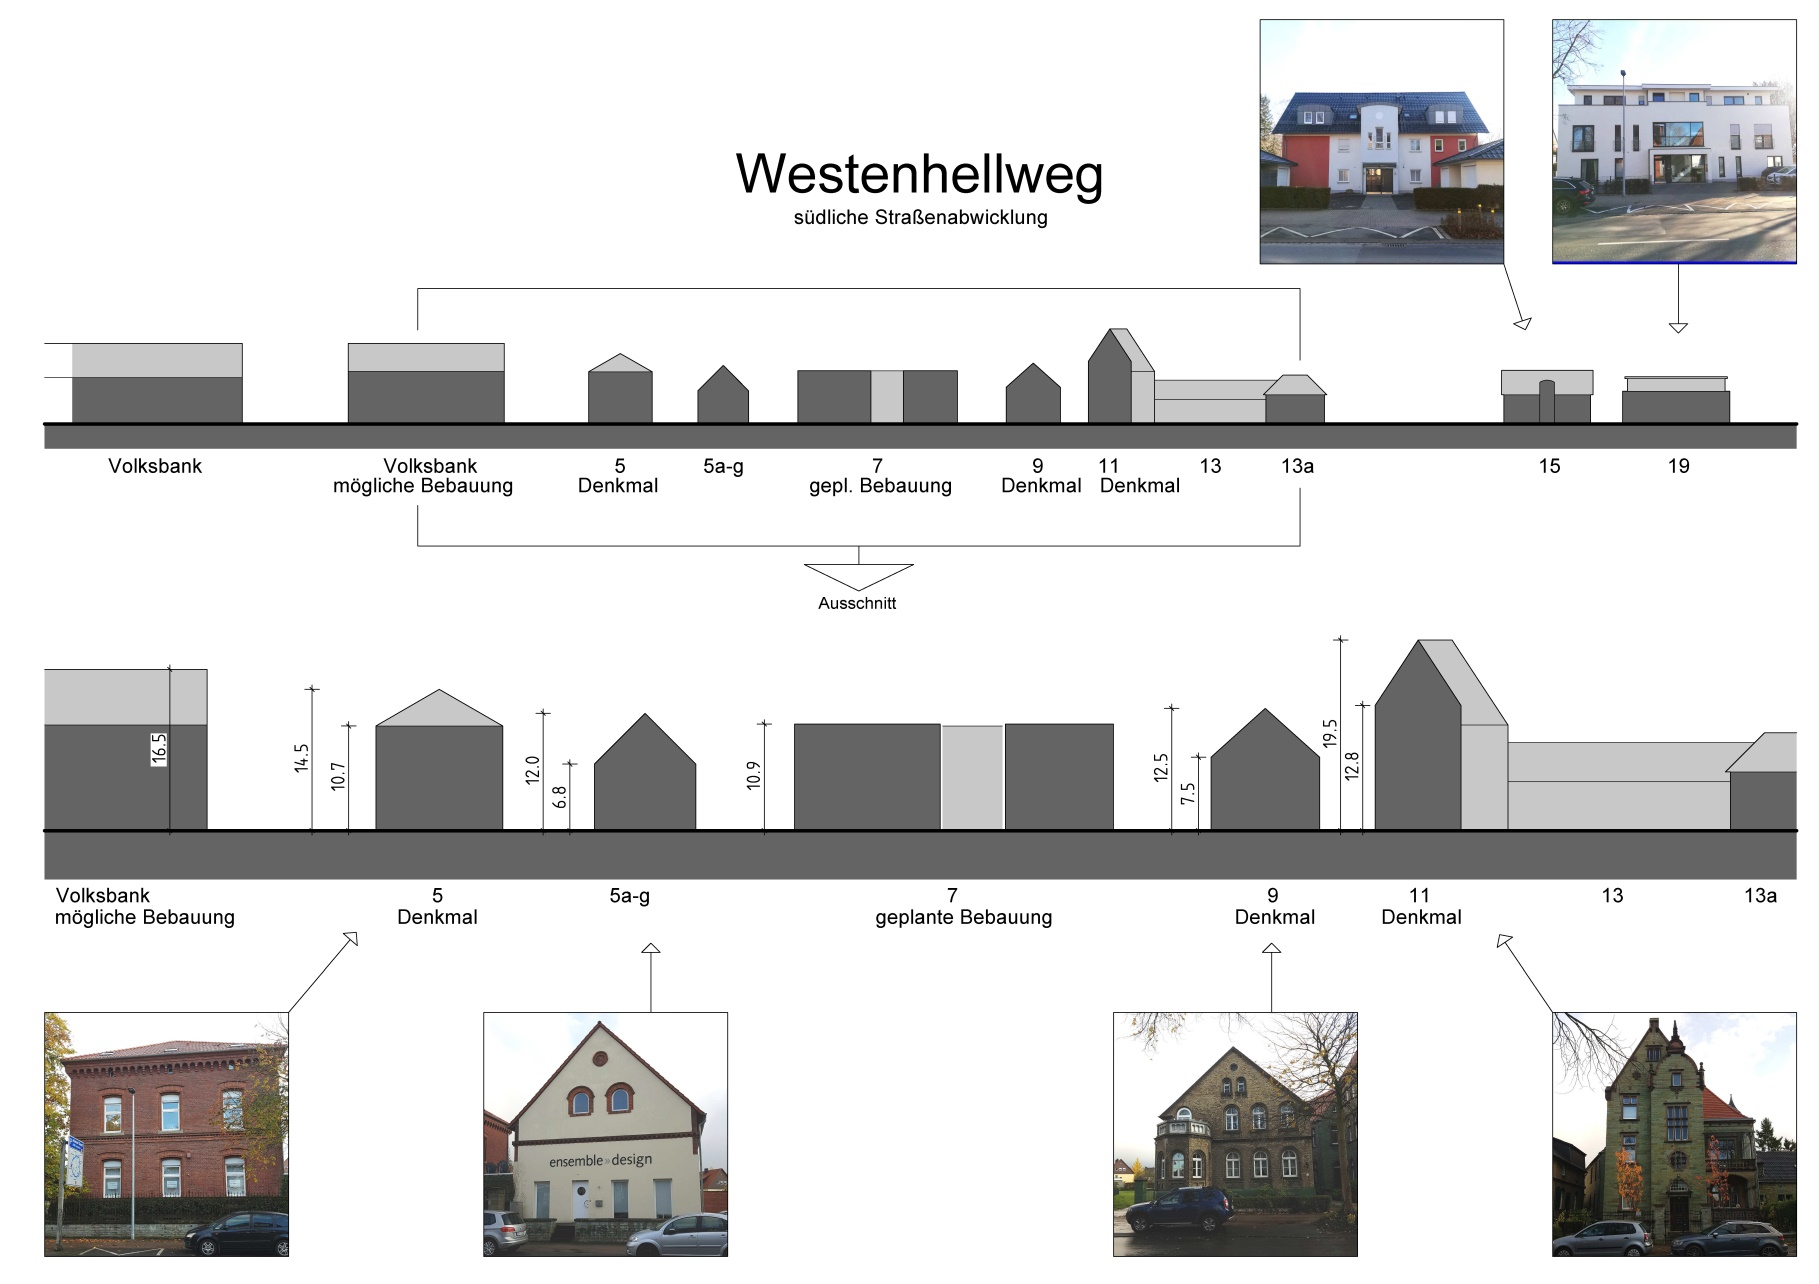 Westenhellweg
südliche Straßenabwicklung
Volksbank
Volksbank
mögliche Bebauung
5
Denkmal
5a-g
7
gepl. Bebauung
9
Denkmal
11
Denkmal
13
13a
15
19
Ausschnitt
16.5
14.5
10.7
12.0
6.8
10.9
12.5
7.5
19.5
12.8
Volksbank
mögliche Bebauung
5
Denkmal
5a-g
7
geplante Bebauung
9
Denkmal
11
Denkmal
13
13a
ensemble»design